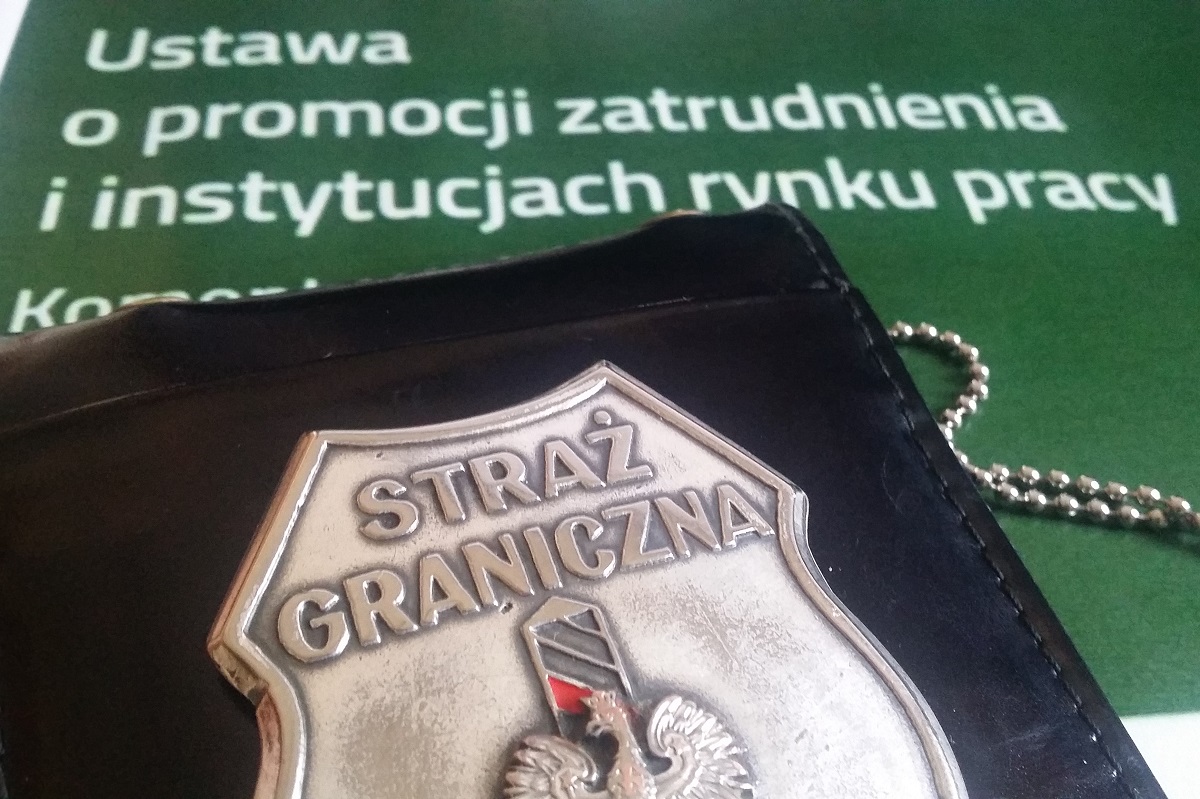 Ustawa
o promocji zatrudnienia
i instytucjach rynku pracy
STRAŻ
GRANICZNA